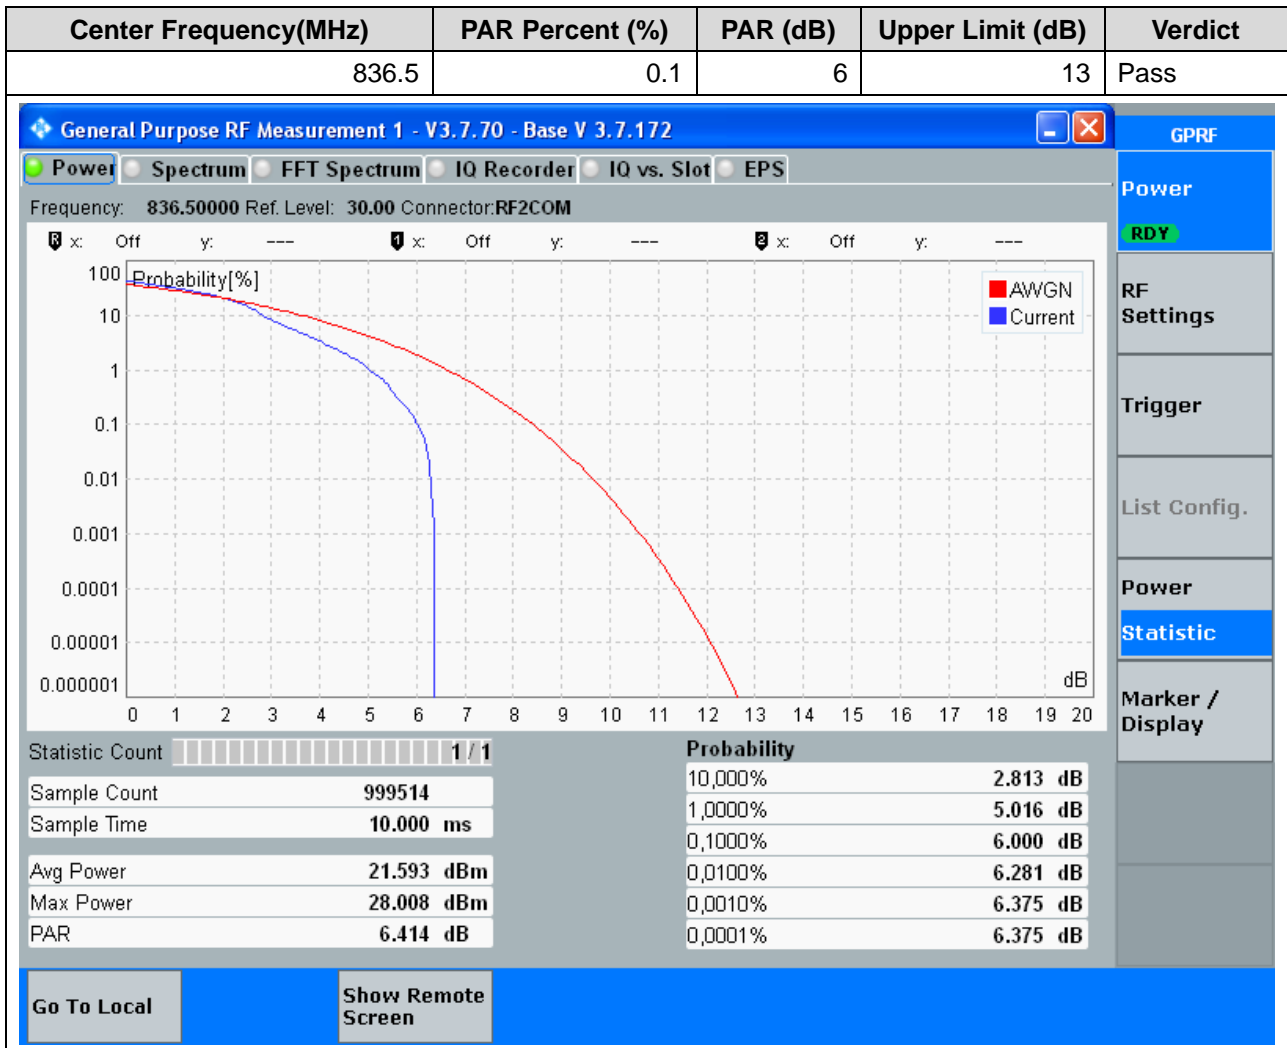 Center Frequency(MHz) PAR Percent (%) PAR (dB) Upper Limit (dB) Verdict
836.5 0.1 6 13 Pass
General Purpose RF Measurement 1 - V3.7.70 - Base V 3.7.172
GPRF
Power Spectrum FFT Spectrum IQ Recorder IQ vs. Slot EPS
Power
RDY
Frequency: 836.50000 Ref. Level: 30.00 Connector:RF2COM
R x: Off y: --- 1 x: Off y: --- 2 x: Off y: ---
Probability[%]
AWGN
Current
100
10
1
0.1
0.01
0.001
0.0001
0.00001
0.000001
dB
0 1 2 3 4 5 6 7 8 9 10 11 12 13 14 15 16 17 18 19 20
RF
Settings
Trigger
List Config.
Power
Statistic
Marker /
Display
Statistic Count 1 / 1
Sample Count 999514
Sample Time 10.000 ms
Avg Power 21.593 dBm
Max Power 28.008 dBm
PAR 6.414 dB
Probability
10,000% 2.813 dB
1,0000% 5.016 dB
0,1000% 6.000 dB
0,0100% 6.281 dB
0,0010% 6.375 dB
0,0001% 6.375 dB
Go To Local
Show Remote
Screen